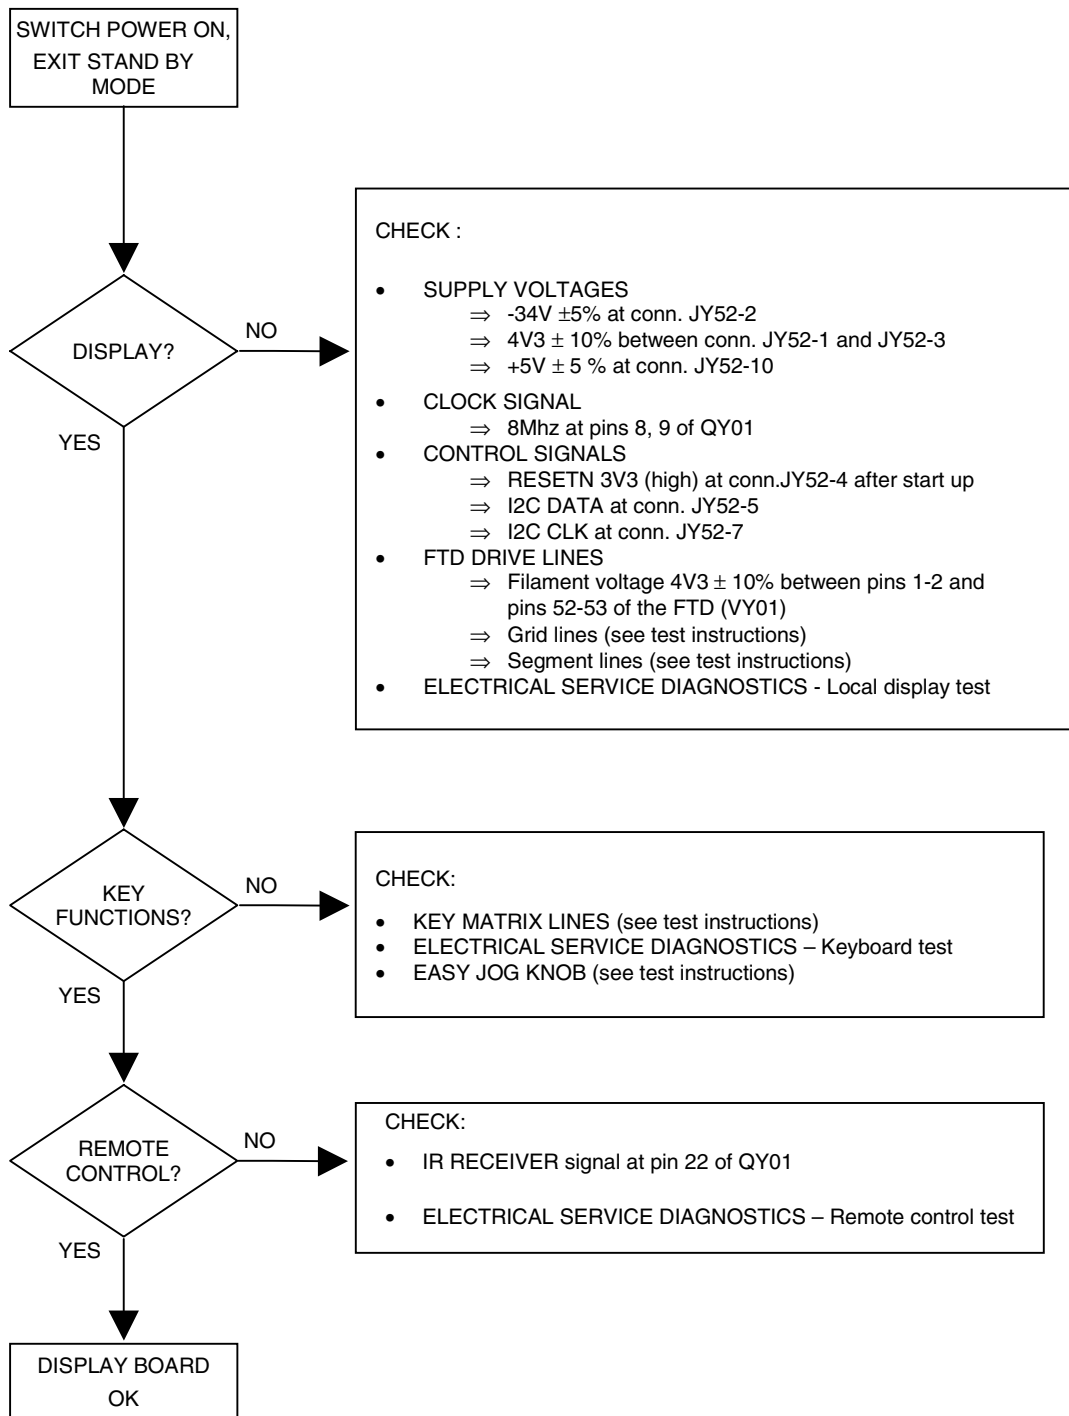 SWITCH POWER ON,
EXIT STAND BY
MODE
DISPLAY?
NO
YES
CHECK :
• SUPPLY VOLTAGES
⇒ -34V ±5% at conn. JY52-2
⇒ 4V3 ± 10% between conn. JY52-1 and JY52-3
⇒ +5V ± 5 % at conn. JY52-10
• CLOCK SIGNAL
⇒ 8Mhz at pins 8, 9 of QY01
• CONTROL SIGNALS
⇒ RESETN 3V3 (high) at conn.JY52-4 after start up
⇒ I2C DATA at conn. JY52-5
⇒ I2C CLK at conn. JY52-7
• FTD DRIVE LINES
⇒ Filament voltage 4V3 ± 10% between pins 1-2 and
pins 52-53 of the FTD (VY01)
⇒ Grid lines (see test instructions)
⇒ Segment lines (see test instructions)
• ELECTRICAL SERVICE DIAGNOSTICS - Local display test
KEY
FUNCTIONS?
NO
YES
CHECK:
• KEY MATRIX LINES (see test instructions)
• ELECTRICAL SERVICE DIAGNOSTICS – Keyboard test
• EASY JOG KNOB (see test instructions)
REMOTE
CONTROL?
NO
YES
CHECK:
• IR RECEIVER signal at pin 22 of QY01
• ELECTRICAL SERVICE DIAGNOSTICS – Remote control test
DISPLAY BOARD
OK